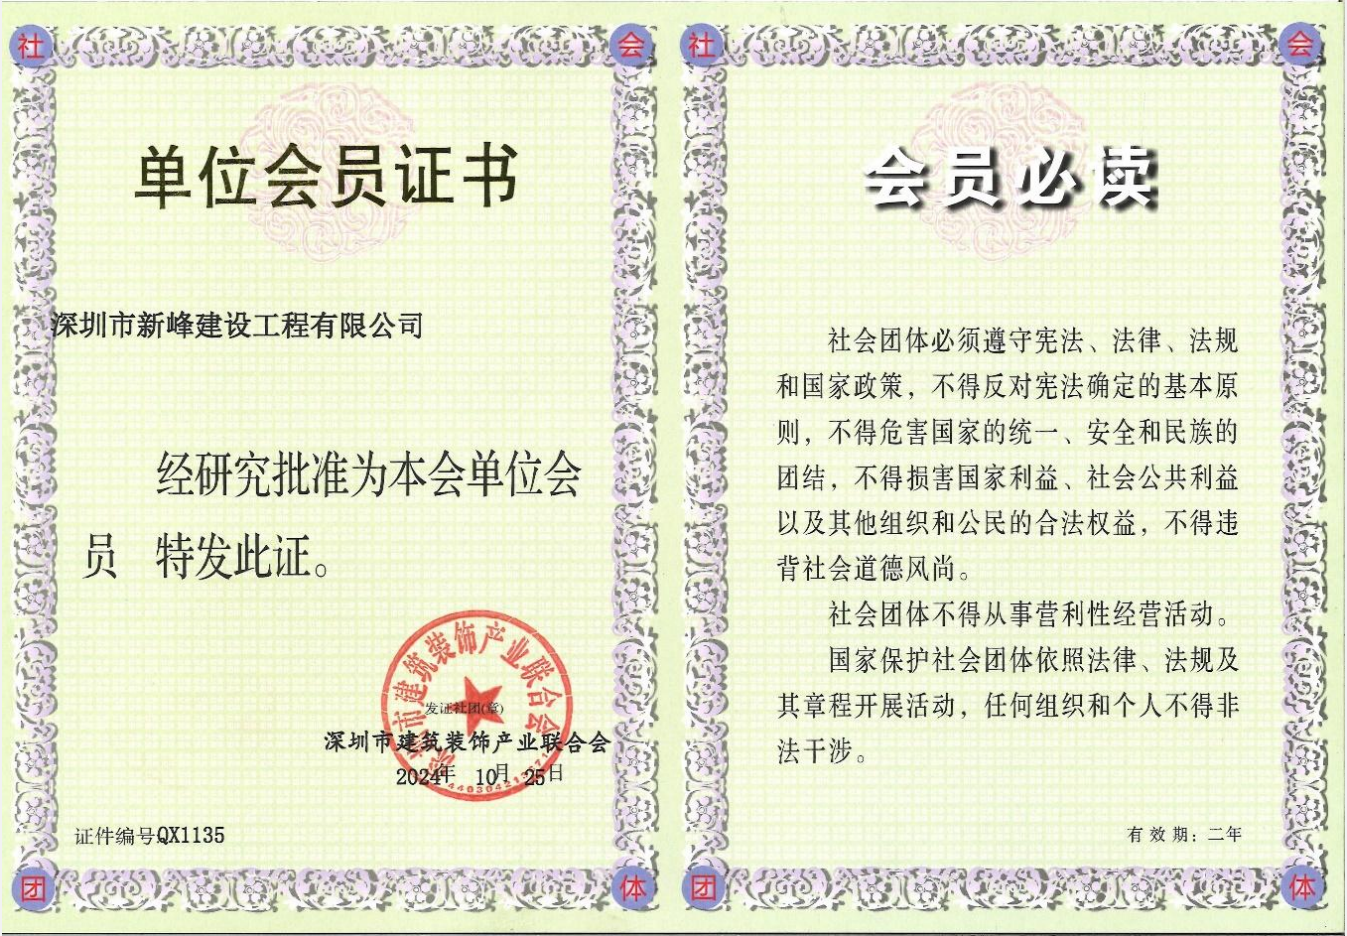 社
会
单位会员证书
深圳市新峰建设工程有限公司
经研究批准为本会单位会
员 特发此证。
深圳市建筑装饰产业联合会
发证社团(章)
深圳市建筑装饰产业联合会
2024年 10月 25日
证件编号QX1135
团
体
社
会
会员必读
社会团体必须遵守宪法、法律、法规
和国家政策，不得反对宪法确定的基本原
则，不得危害国家的统一、安全和民族的
团结，不得损害国家利益、社会公共利益
以及其他组织和公民的合法权益，不得违
背社会道德风尚。
社会团体不得从事营利性经营活动。
国家保护社会团体依照法律、法规及
其章程开展活动，任何组织和个人不得非
法干涉。
有效期：二年
团
体